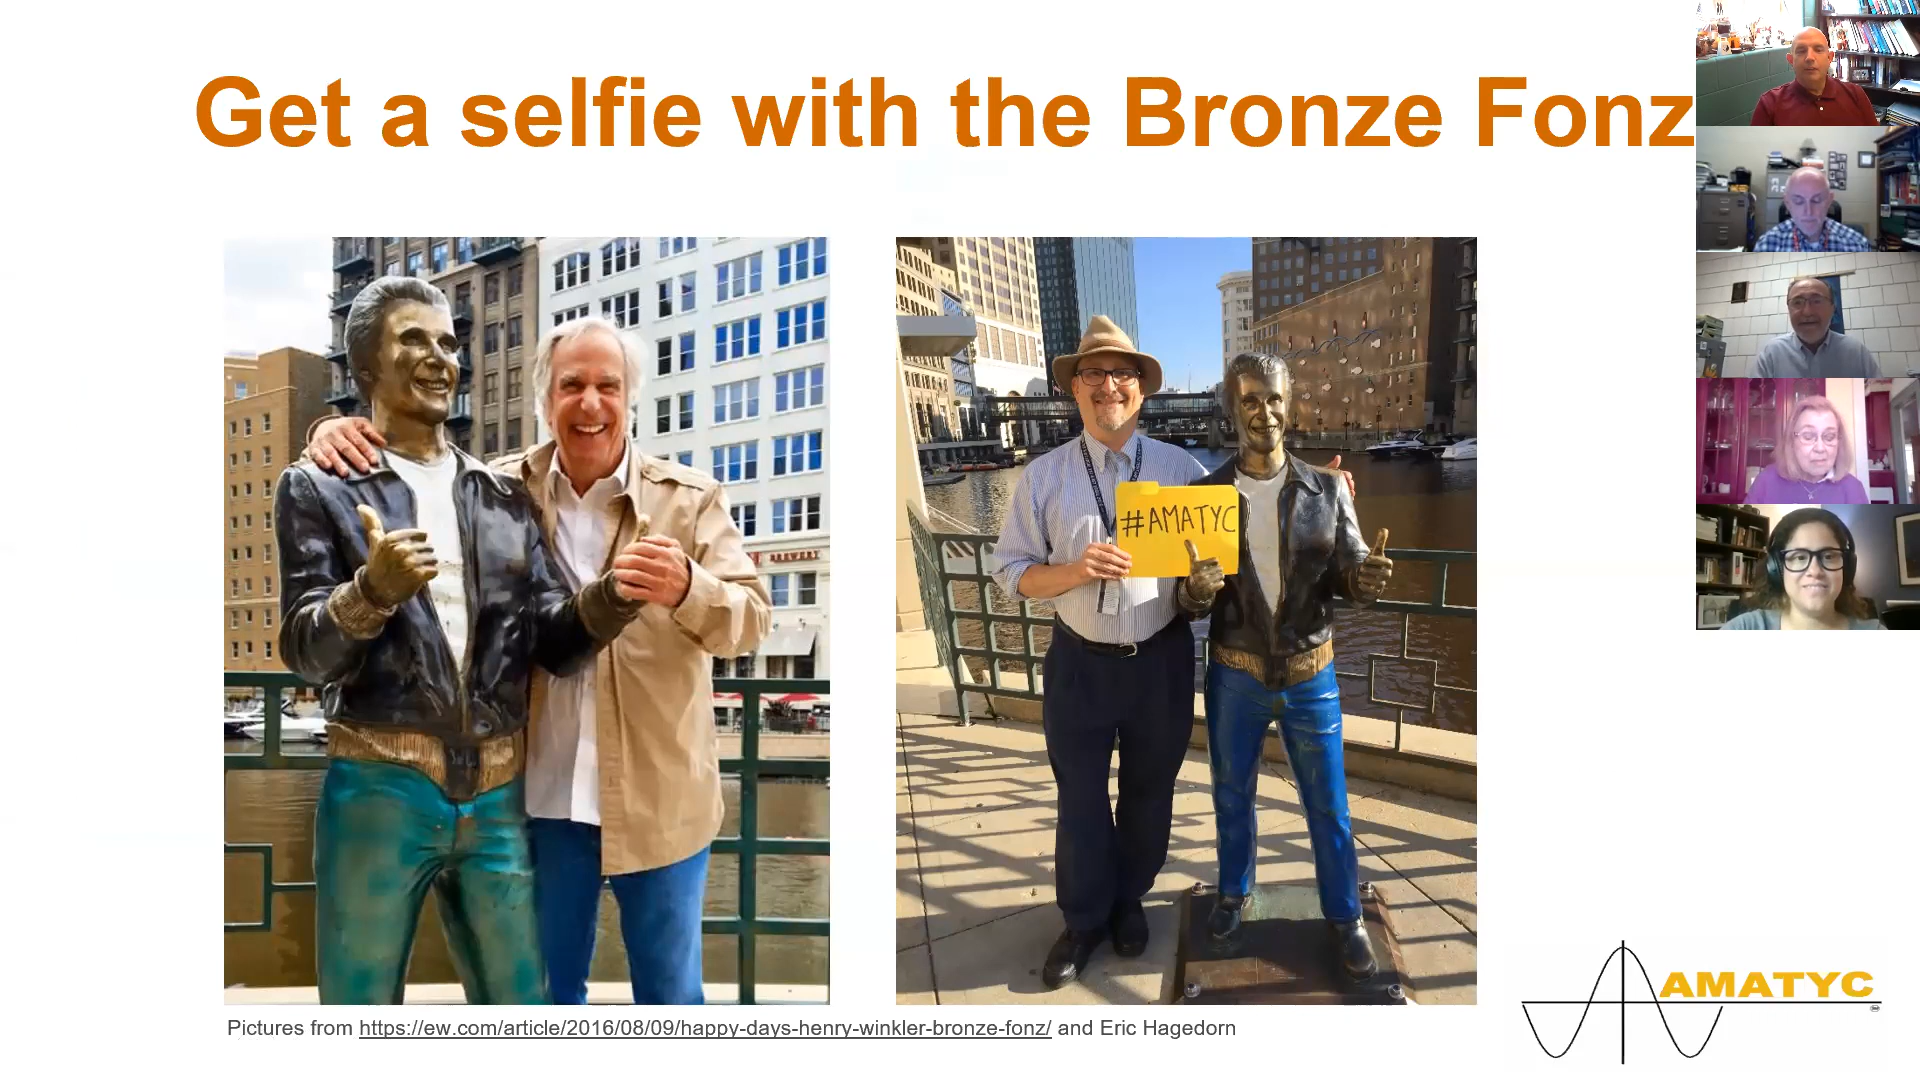 Get a selfie with the Bronze Fonz
BREWERY
#AMATYC
Pictures from https://ew.com/article/2016/08/09/happy-days-henry-winkler-bronze-fonz/ and Eric Hagedorn
AMATYC